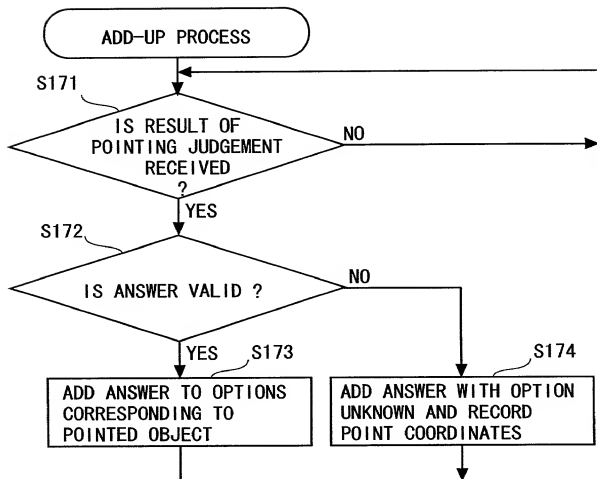 ADD-UP PROCESS
S171
IS RESULT OF
POINTING JUDGEMENT
RECEIVED
?
NO
YES
S172
IS ANSWER VALID ?
NO
YES
S173
ADD ANSWER TO OPTIONS
CORRESPONDING TO
POINTED OBJECT
S174
ADD ANSWER WITH OPTION
UNKNOWN AND RECORD
POINT COORDINATES